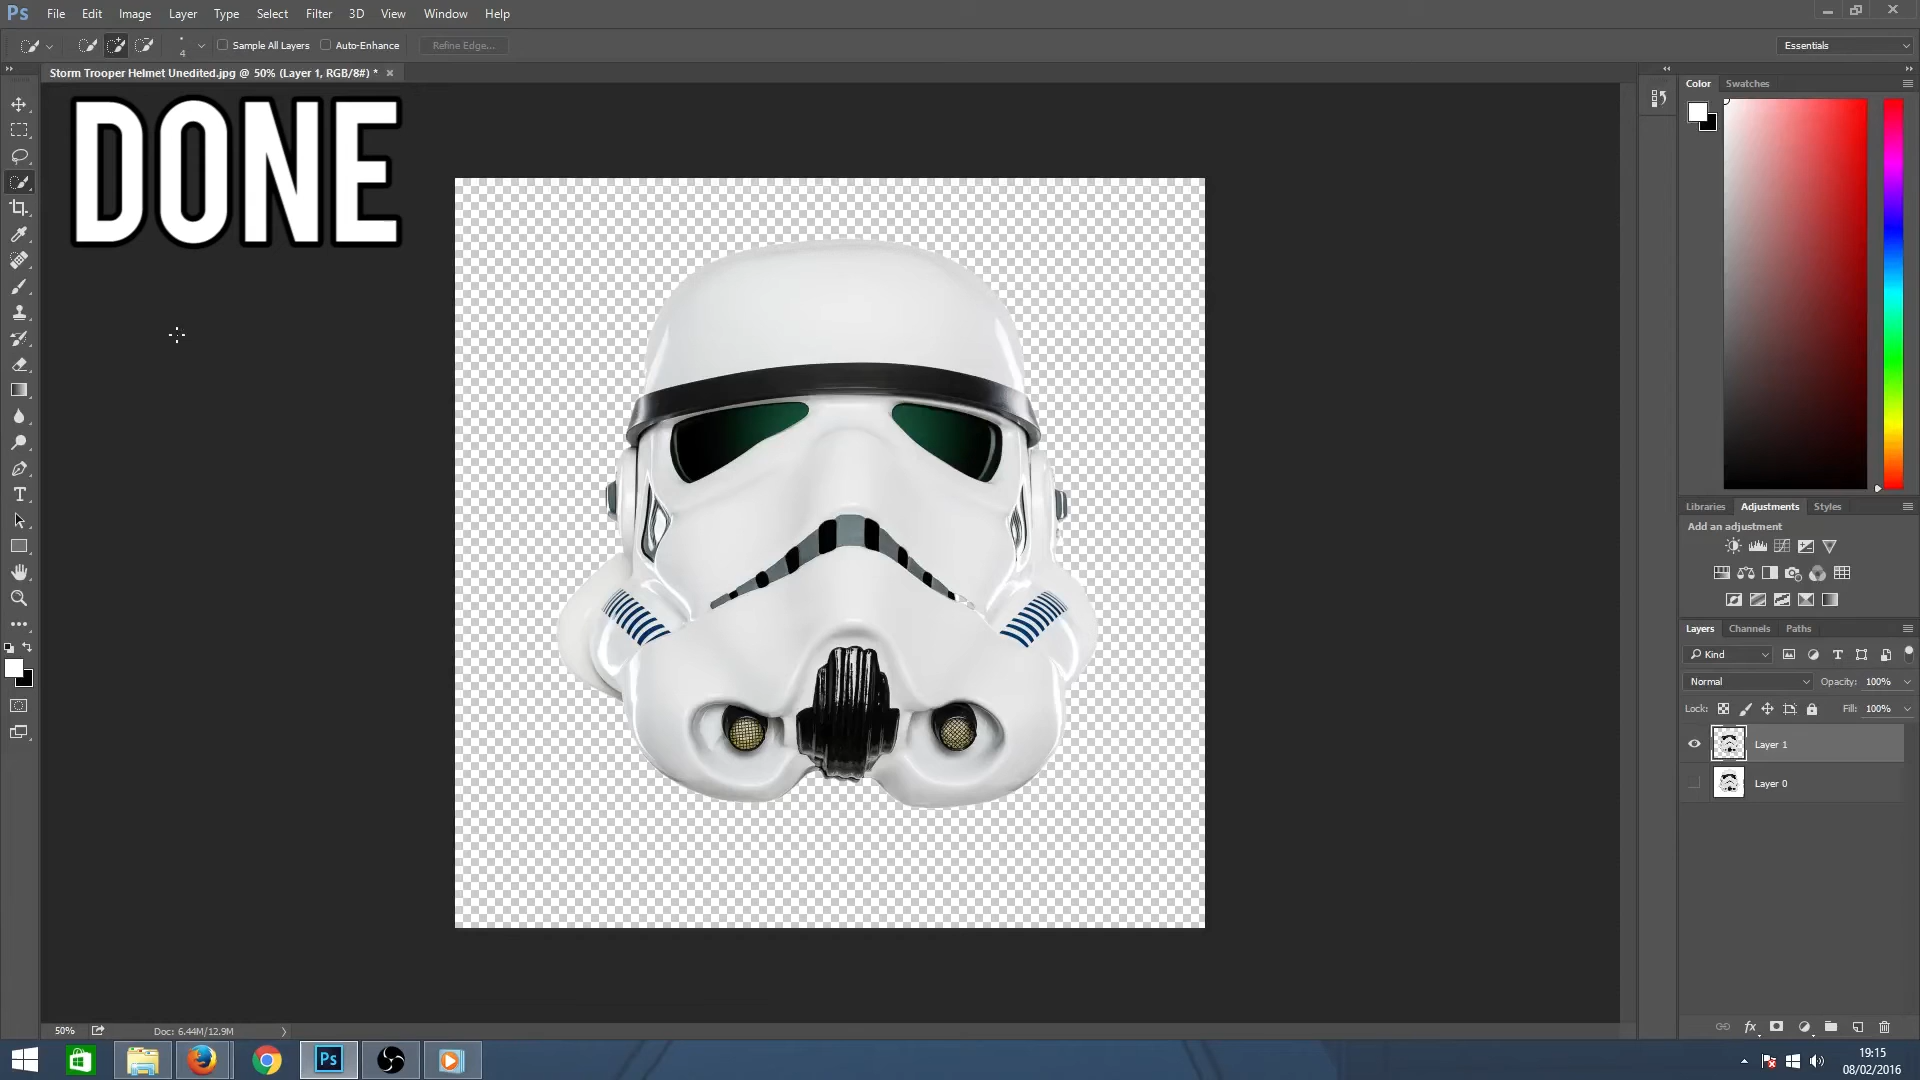 Ps File Edit Image Layer Type Select Filter 3D View Window Help
4 Sample All Layers Auto-Enhance Refine Edge... Essentials
Storm Trooper Helmet Unedited.jpg @ 50% (Layer 1, RGB/8#) *
DONE
Color Swatches
Libraries Adjustments Styles
Add an adjustment
Layers Channels Paths
Kind
Normal Opacity: 100%
Lock: Fill: 100%
Layer 1
Layer 0
50% Doc: 6.44M/12.9M
Ps
19:15
08/02/2016